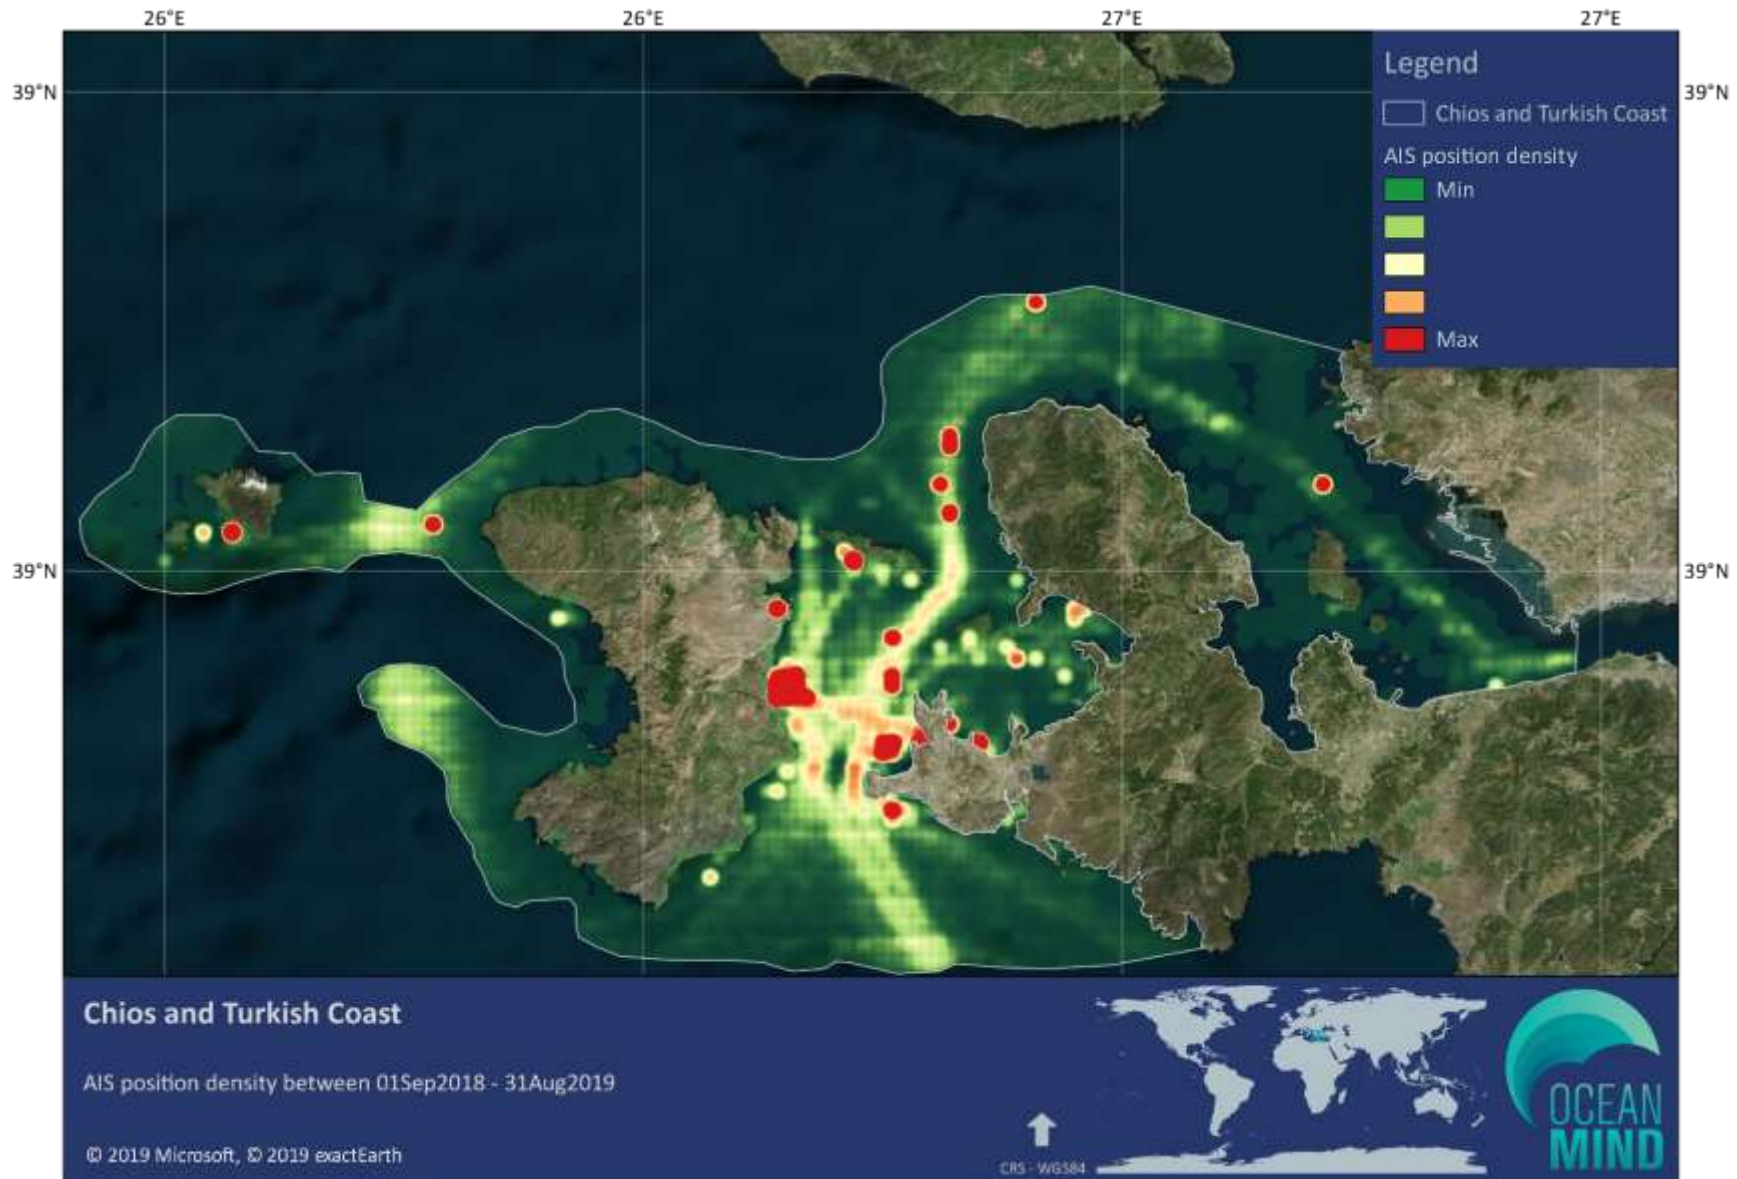 26°E 26°E 27°E 27°E
39°N
39°N
39°N
39°N
Legend
Chios and Turkish Coast
AIS position density
Min
Max
Chios and Turkish Coast
AIS position density between 01Sep2018 - 31Aug2019
© 2019 Microsoft, © 2019 exactEarth
CRS - WGS84
OCEAN
MIND